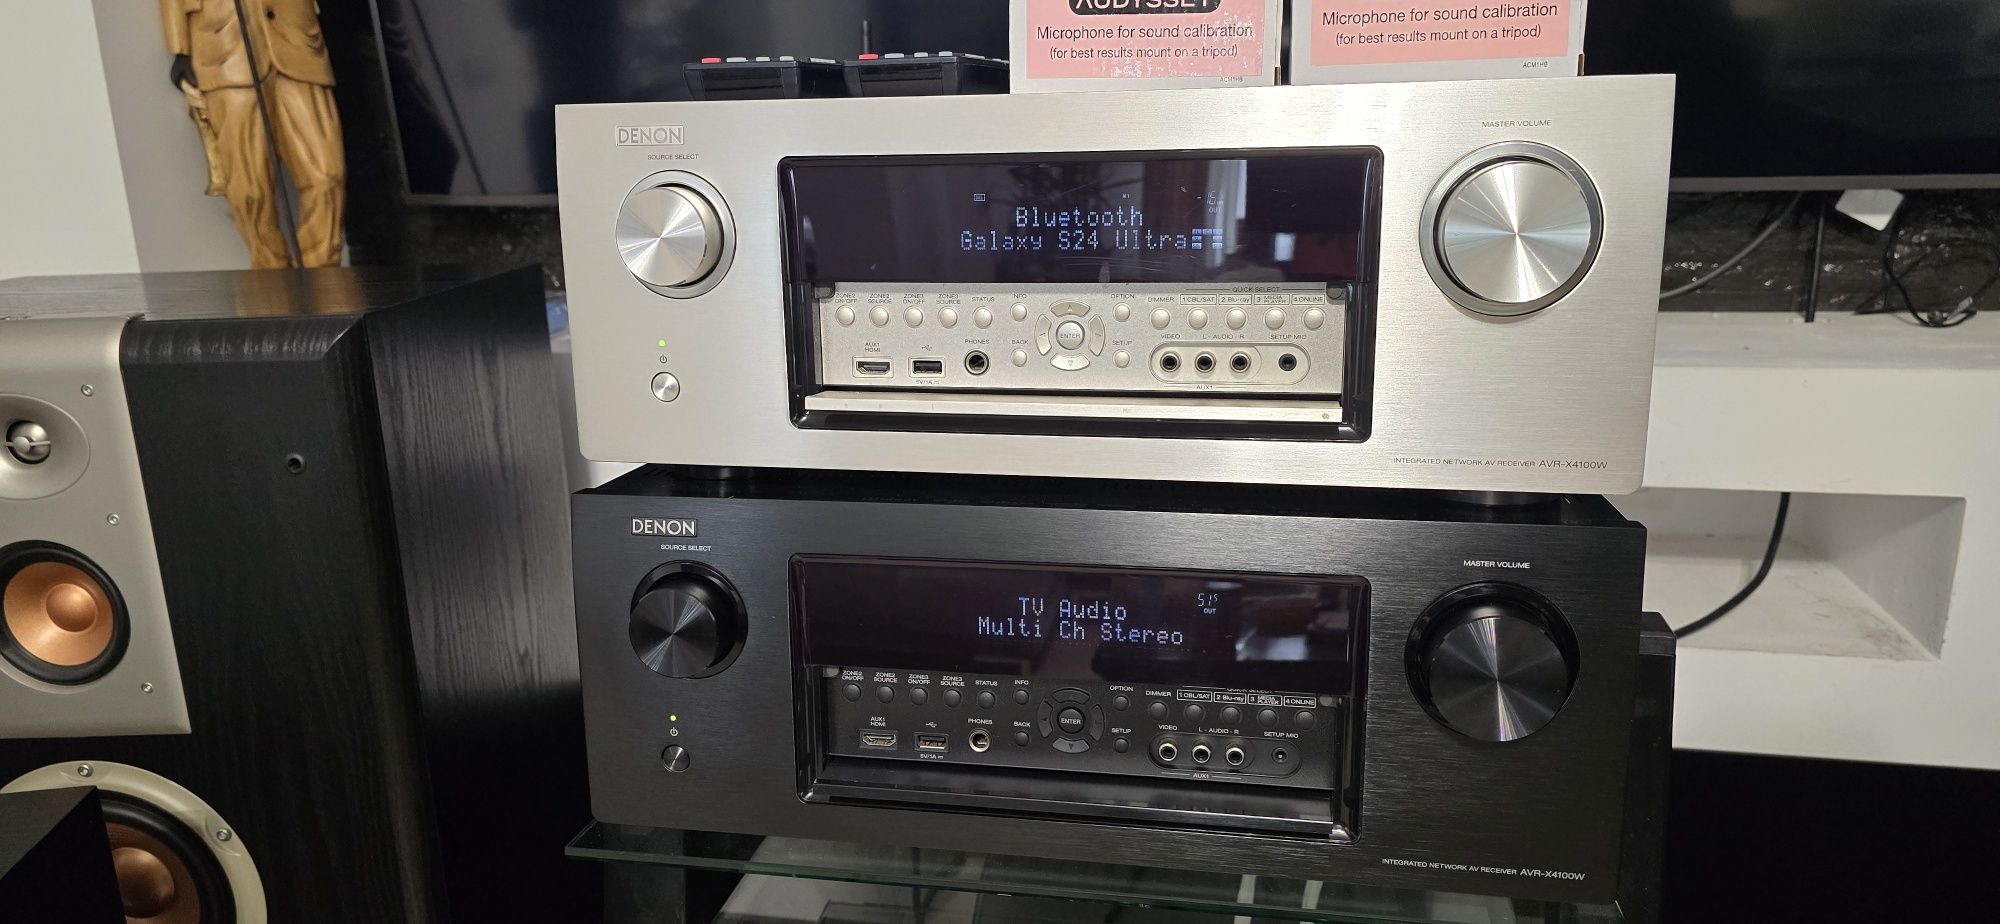 AUDYSSEY
Microphone for sound calibration
(for best results mount on a tripod)
ACM1HB
Microphone for sound calibration
(for best results mount on a tripod)
ACM1HB
DENON
SOURCE SELECT
MASTER VOLUME
OUT
Bluetooth
Galaxy S24 Ultra
QUICK SELECT
ZONE2 ON/OFF
ZONE2 SOURCE
ZONE3 ON/OFF
ZONE3 SOURCE
STATUS
INFO
OPTION
DIMMER
1 CBL/SAT
2 Blu-ray
3 MEDIA PLAYER
4 ONLINE
ENTER
AUX1 HDMI
5V/1A
PHONES
BACK
SETUP
VIDEO
L - AUDIO - R
SETUP MIC
AUX1
INTEGRATED NETWORK AV RECEIVER AVR-X4100W
DENON
SOURCE SELECT
MASTER VOLUME
51.5
OUT
TV Audio
Multi Ch Stereo
QUICK SELECT
ZONE2 ON/OFF
ZONE2 SOURCE
ZONE3 ON/OFF
ZONE3 SOURCE
STATUS
INFO
OPTION
DIMMER
1 CBL/SAT
2 Blu-ray
3 MEDIA PLAYER
4 ONLINE
ENTER
AUX1 HDMI
5V/1A
PHONES
BACK
SETUP
VIDEO
L - AUDIO - R
SETUP MIC
AUX1
INTEGRATED NETWORK AV RECEIVER AVR-X4100W